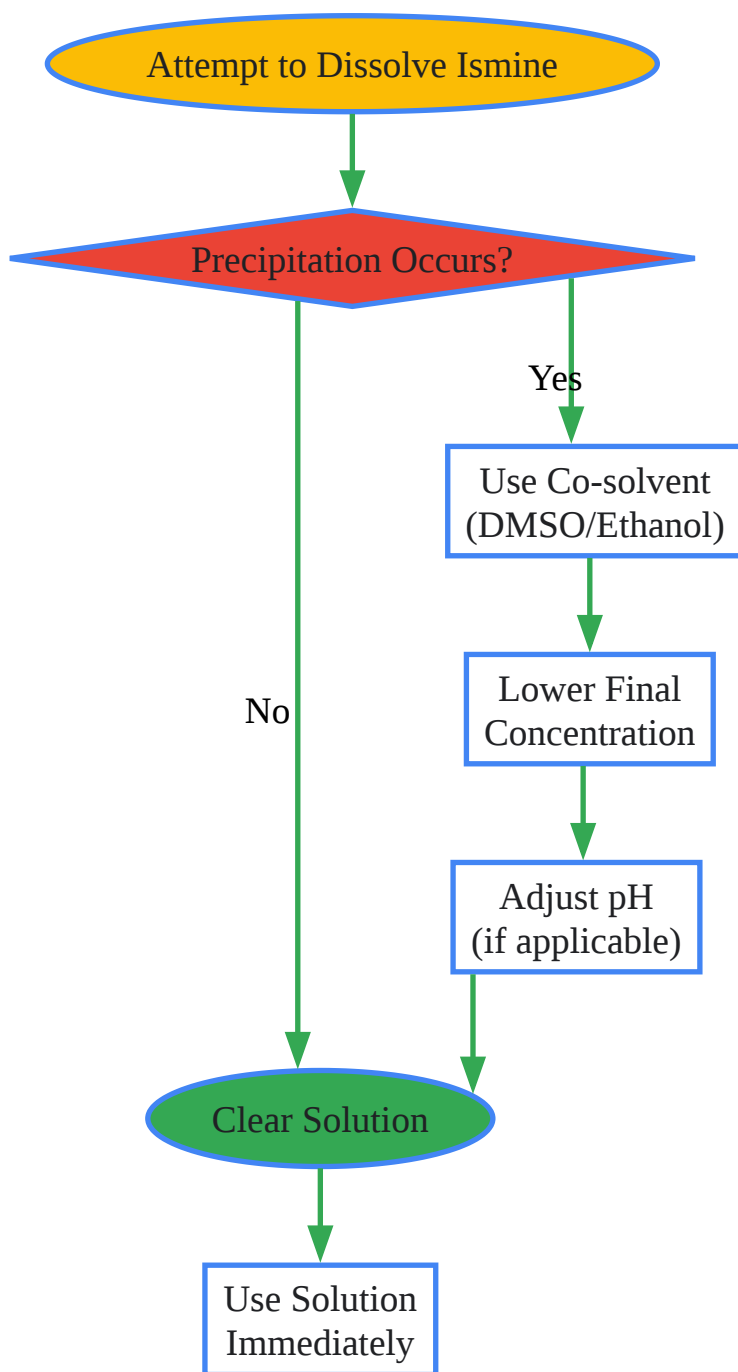 Attempt to Dissolve Ismine
Precipitation Occurs?
Yes
Use Co-solvent
(DMSO/Ethanol)
Lower Final
Concentration
No
Adjust pH
(if applicable)
Clear Solution
Use Solution
Immediately